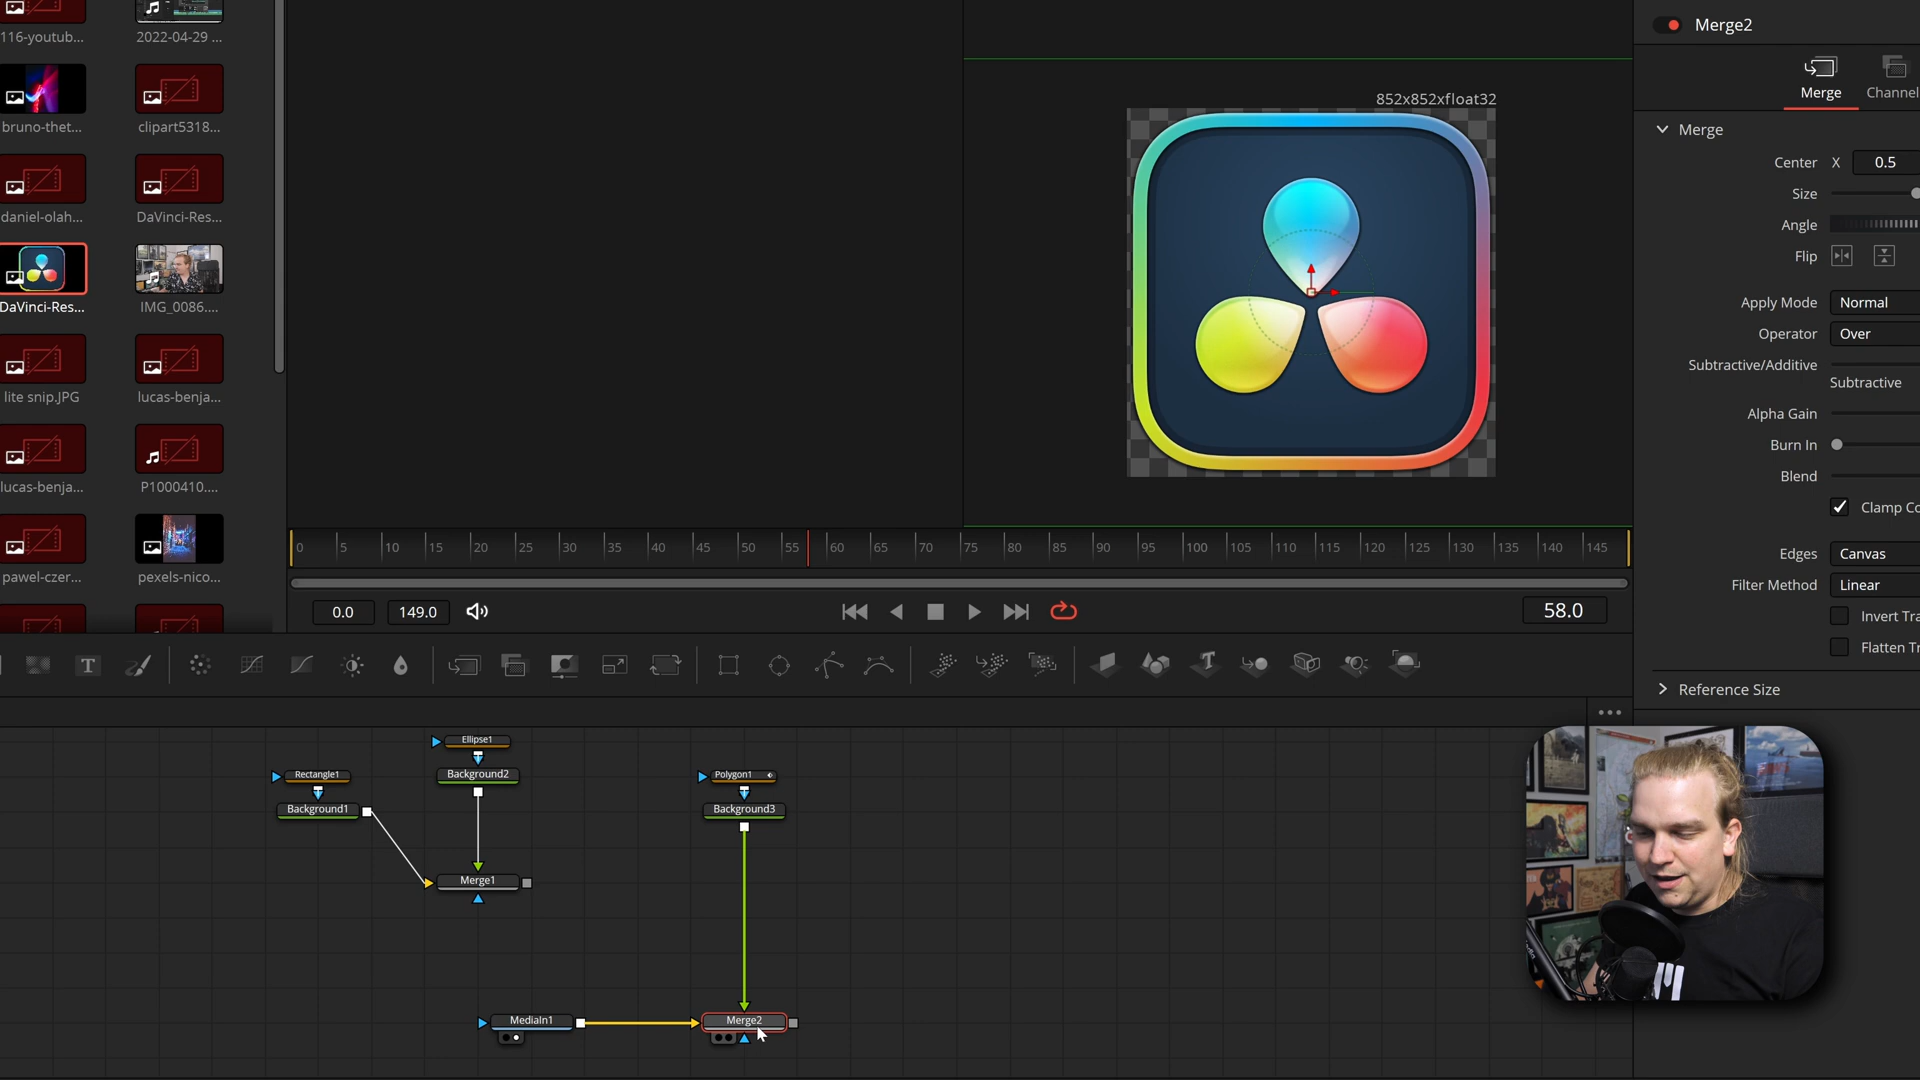 116-youtub...
2022-04-29 ...
bruno-thet...
clipart5318...
daniel-olah...
DaVinci-Res...
DaVinci-Res...
IMG_0086....
lite snip.JPG
lucas-benja...
lucas-benja...
P1000410....
pawel-czer...
pexels-nico...
852x852xfloat32
0 5 10 15 20 25 30 35 40 45 50 55 60 65 70 75 80 85 90 95 100 105 110 115 120 125 130 135 140 145
0.0 149.0
58.0
T
Merge2
Merge
Channel
Merge
Center X 0.5
Size
Angle
Flip
Apply Mode Normal
Operator Over
Subtractive/Additive
Subtractive
Alpha Gain
Burn In
Blend
Clamp Co
Edges Canvas
Filter Method Linear
Invert Tra
Flatten Tr
Reference Size
Ellipse1
Rectangle1
Background2
Polygon1
Background1
Background3
Merge1
MediaIn1
Merge2